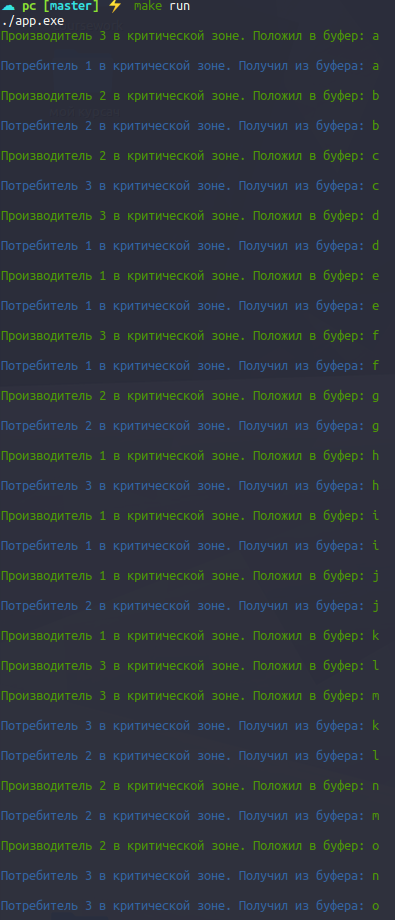 ☁ pc [master] ⚡ make run
./app.exe
Производитель 3 в критической зоне. Положил в буфер: a
Потребитель 1 в критической зоне. Получил из буфера: a
Производитель 2 в критической зоне. Положил в буфер: b
Потребитель 2 в критической зоне. Получил из буфера: b
Производитель 2 в критической зоне. Положил в буфер: c
Потребитель 3 в критической зоне. Получил из буфера: c
Производитель 3 в критической зоне. Положил в буфер: d
Потребитель 1 в критической зоне. Получил из буфера: d
Производитель 1 в критической зоне. Положил в буфер: e
Потребитель 1 в критической зоне. Получил из буфера: e
Производитель 3 в критической зоне. Положил в буфер: f
Потребитель 1 в критической зоне. Получил из буфера: f
Производитель 2 в критической зоне. Положил в буфер: g
Потребитель 2 в критической зоне. Получил из буфера: g
Производитель 1 в критической зоне. Положил в буфер: h
Потребитель 3 в критической зоне. Получил из буфера: h
Производитель 1 в критической зоне. Положил в буфер: i
Потребитель 1 в критической зоне. Получил из буфера: i
Производитель 1 в критической зоне. Положил в буфер: j
Потребитель 2 в критической зоне. Получил из буфера: j
Производитель 1 в критической зоне. Положил в буфер: k
Производитель 3 в критической зоне. Положил в буфер: l
Производитель 3 в критической зоне. Положил в буфер: m
Потребитель 3 в критической зоне. Получил из буфера: k
Потребитель 2 в критической зоне. Получил из буфера: l
Производитель 2 в критической зоне. Положил в буфер: n
Потребитель 2 в критической зоне. Получил из буфера: m
Производитель 2 в критической зоне. Положил в буфер: o
Потребитель 3 в критической зоне. Получил из буфера: n
Потребитель 3 в критической зоне. Получил из буфера: o